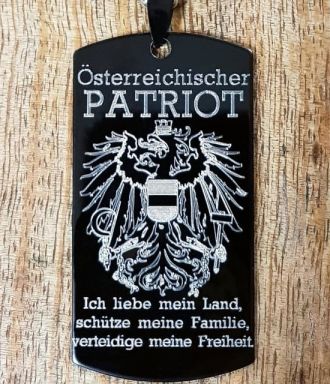 Österreichischer
PATRIOT
Ich liebe mein Land,
schütze meine Familie,
verteidige meine Freiheit.